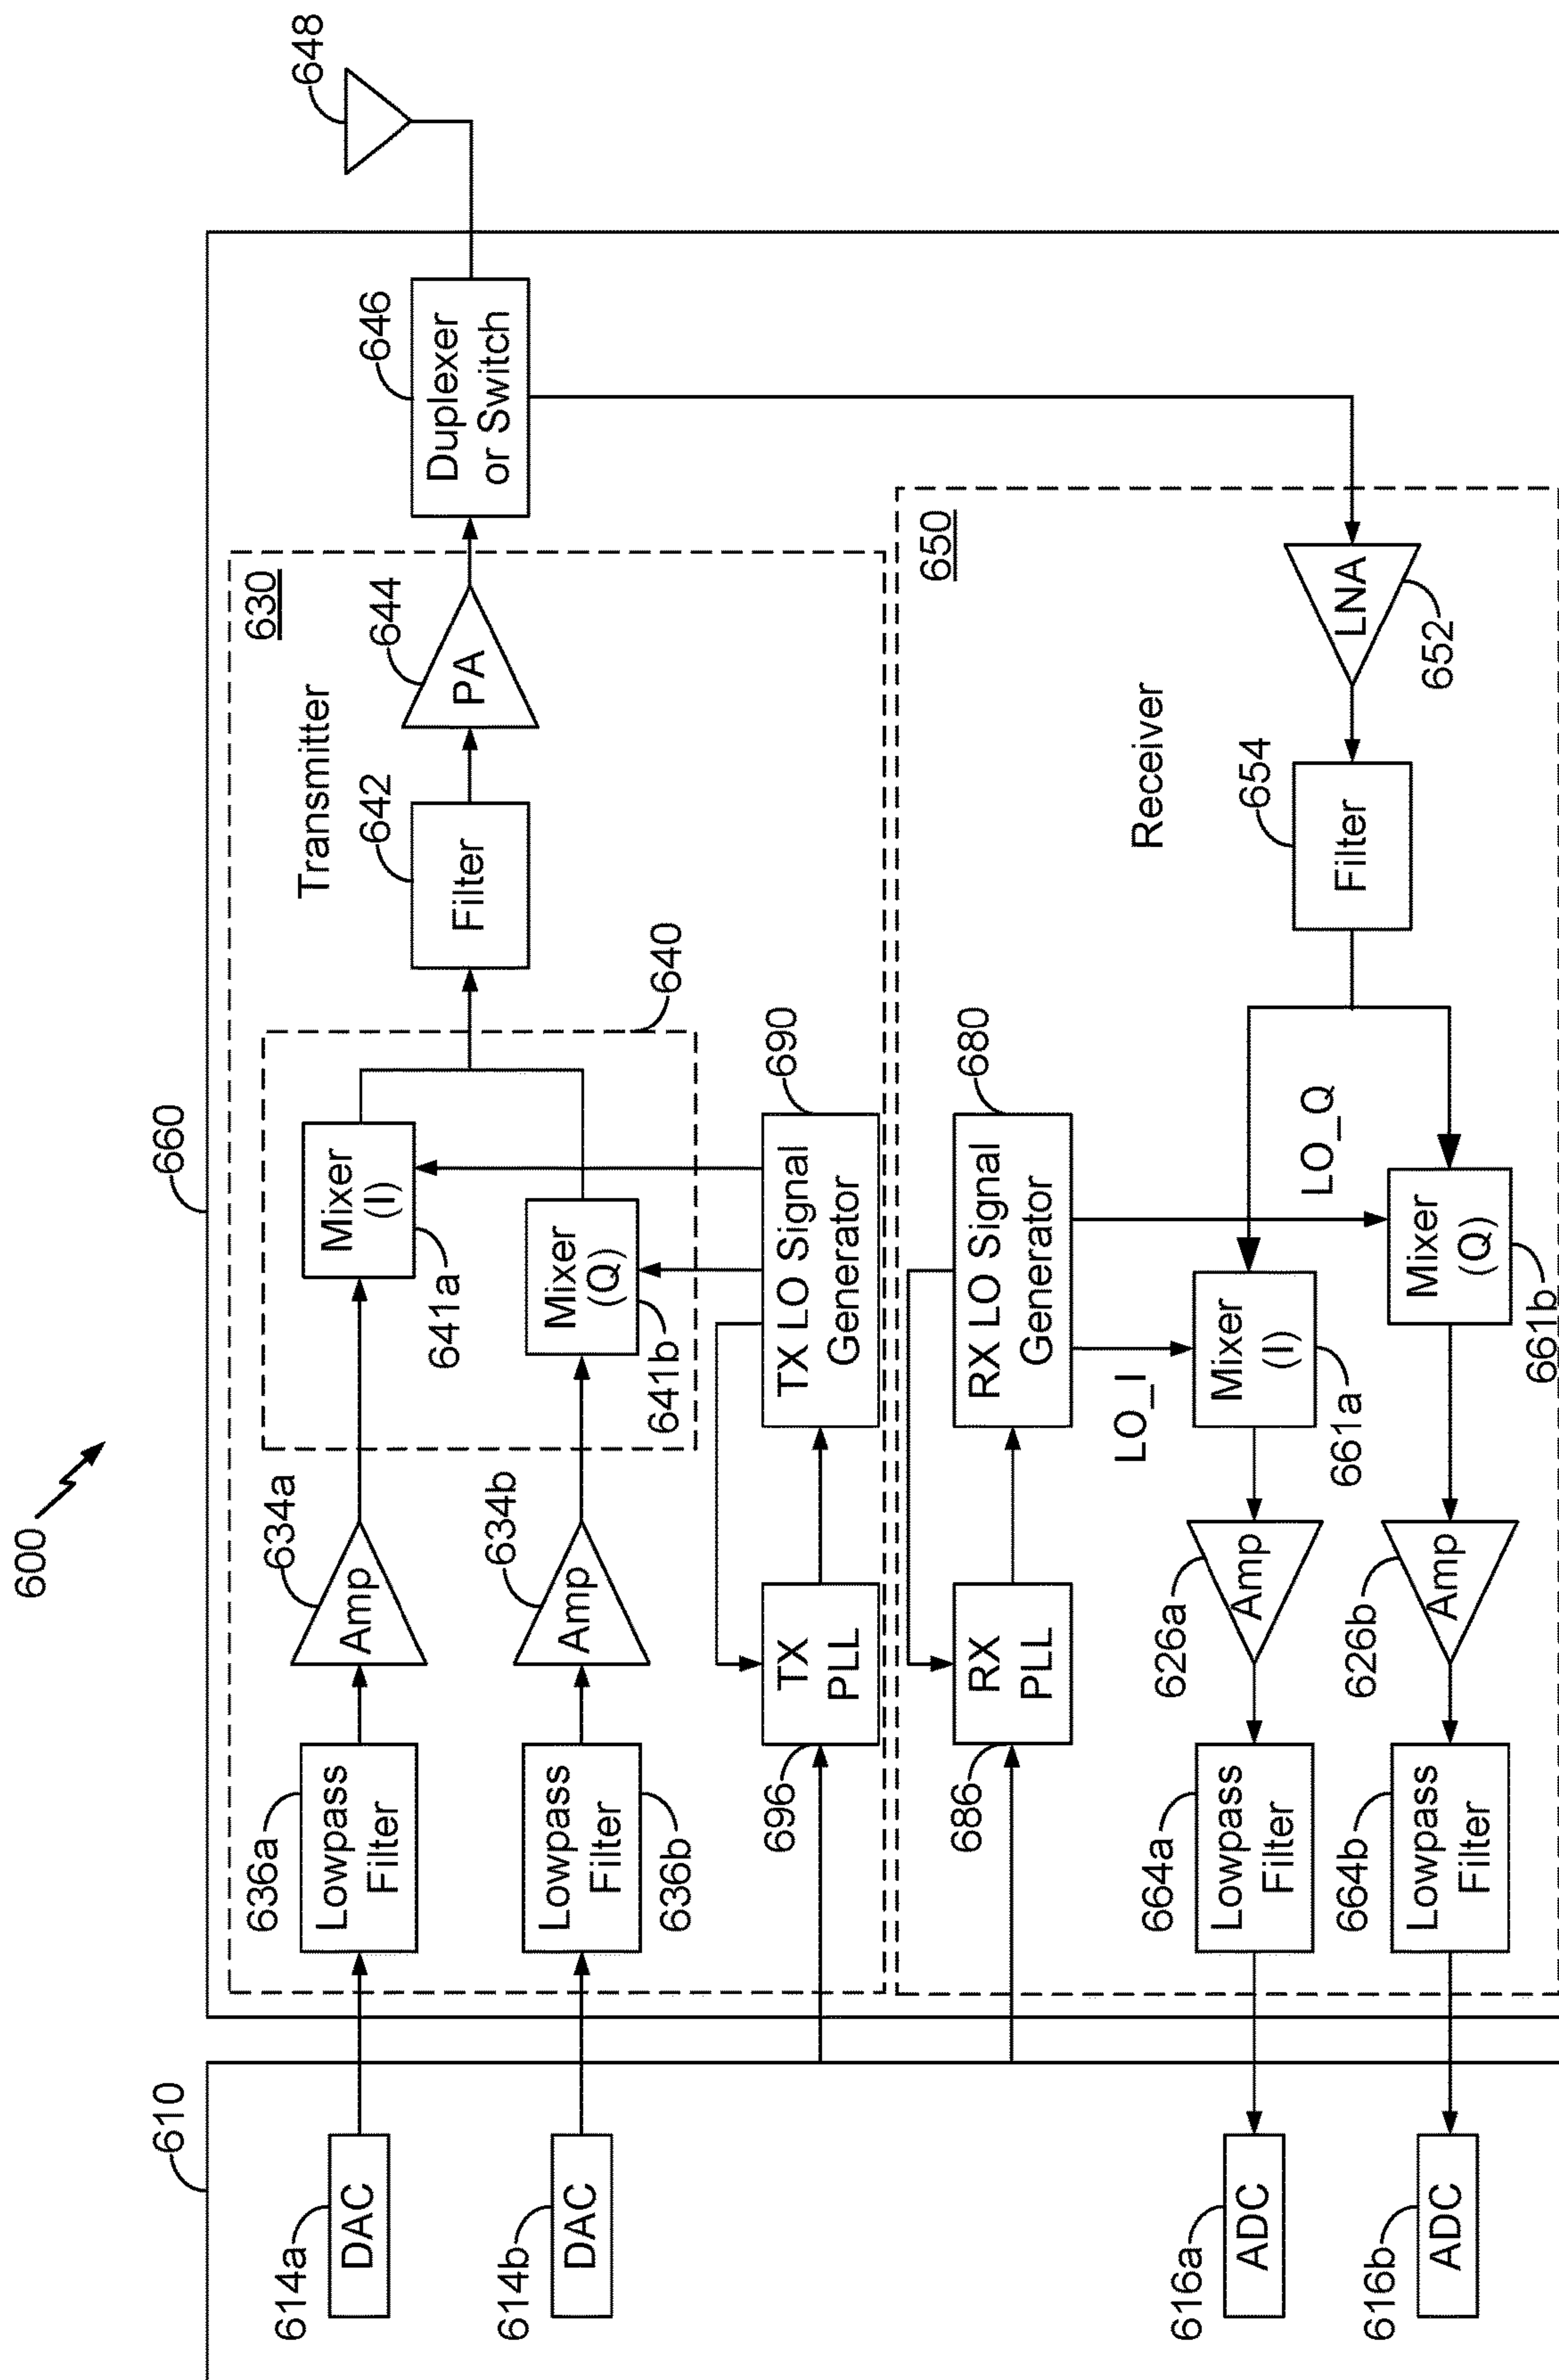 600
610
660
614a
DAC
614b
DAC
616a
ADC
616b
ADC
630
Transmitter
636a
Lowpass
Filter
634a
Amp
636b
Lowpass
Filter
634b
Amp
640
Mixer
(I)
641a
Mixer
(Q)
641b
642
Filter
644
PA
646
Duplexer
or Switch
648
696
TX
PLL
690
TX LO Signal
Generator
650
Receiver
686
RX
PLL
680
RX LO Signal
Generator
LO_I
LO_Q
664a
Lowpass
Filter
626a
Amp
Mixer
(I)
661a
664b
Lowpass
Filter
626b
Amp
Mixer
(Q)
661b
654
Filter
LNA
652